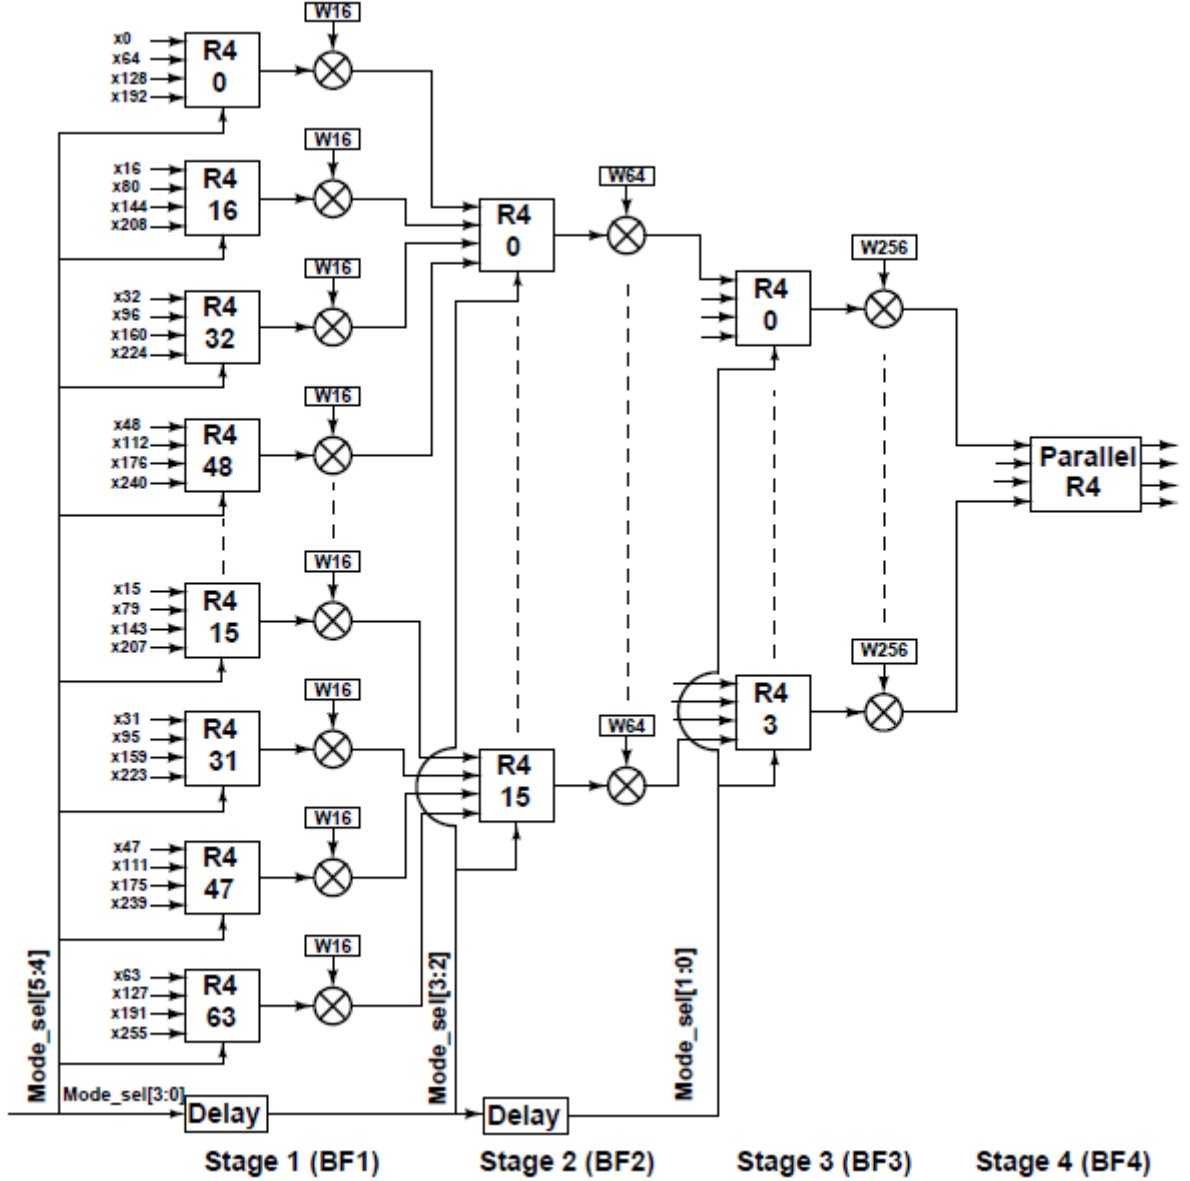 W16
x0
x64
x128
x192
R4
0
W16
x16
x80
x144
x208
R4
16
W16
x32
x96
x160
x224
R4
32
W16
x48
x112
x176
x240
R4
48
W16
x15
x79
x143
x207
R4
15
W16
x31
x95
x159
x223
R4
31
W16
x47
x111
x175
x239
R4
47
W16
x63
x127
x191
x255
R4
63
W64
R4
0
W64
R4
15
W256
R4
0
W256
R4
3
Parallel
R4
Mode_sel[5:4]
Mode_sel[3:2]
Mode_sel[1:0]
Mode_sel[3:0]
Delay
Delay
Stage 1 (BF1)
Stage 2 (BF2)
Stage 3 (BF3)
Stage 4 (BF4)